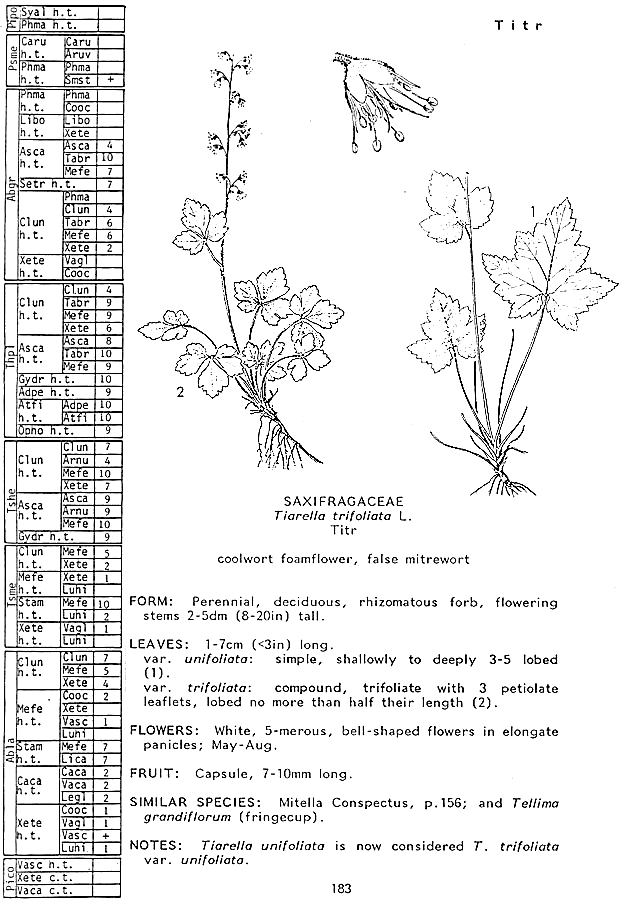 Titr
Pipo
Syal h.t.
Phma h.t.
Psme
Caru h.t. Caru
Aruv
Phma h.t. Phma
Smst +
Abgr
Phma h.t. Phma
Cooc
Libo h.t. Libo
Xete
Asca h.t. Asca 4
Tabr 10
Mefe 7
Setr h.t. 7
Clun h.t. Phma
Clun 4
Tabr 6
Mefe 6
Xete 2
Xete h.t. Vagl
Cooc
Thpl
Clun h.t. Clun 4
Tabr 9
Mefe 9
Xete 6
Asca h.t. Asca 8
Tabr 10
Mefe 9
Gydr h.t. 10
Adpe h.t. 9
Atfi h.t. Adpe 10
Atfi 10
Opho h.t. 9
Tshe
Clun h.t. Clun 7
Arnu 4
Mefe 10
Xete 7
Asca h.t. Asca 9
Arnu 9
Mefe 10
Gydr h.t. 9
Tsme
Clun h.t. Mefe 5
Xete 2
Mefe h.t. Xete 1
Luhi
Stam h.t. Mefe 10
Luhi 2
Xete h.t. Vagl 1
Luhi
Abla
Clun h.t. Clun 7
Mefe 5
Xete 4
Mefe h.t. Cooc 2
Xete
Vasc 1
Luhi
Stam h.t. Mefe 7
Lica 7
Caca h.t. Caca 2
Vaca 2
Legl 2
Xete h.t. Cooc 1
Vagl 1
Vasc +
Luhi 1
Pico
Vasc h.t.
Xete c.t.
Vaca c.t.
1
2
SAXIFRAGACEAE
Tiarella trifoliata L.
Titr
coolwort foamflower, false mitrewort
FORM: Perennial, deciduous, rhizomatous forb, flowering
stems 2-5dm (8-20in) tall.
LEAVES: 1-7cm (<3in) long.
var. unifoliata: simple, shallowly to deeply 3-5 lobed
(1).
var. trifoliata: compound, trifoliate with 3 petiolate
leaflets, lobed no more than half their length (2).
FLOWERS: White, 5-merous, bell-shaped flowers in elongate
panicles; May-Aug.
FRUIT: Capsule, 7-10mm long.
SIMILAR SPECIES: Mitella Conspectus, p.156; and Tellima
grandiflorum (fringecup).
NOTES: Tiarella unifoliata is now considered T. trifoliata
var. unifoliata.
183